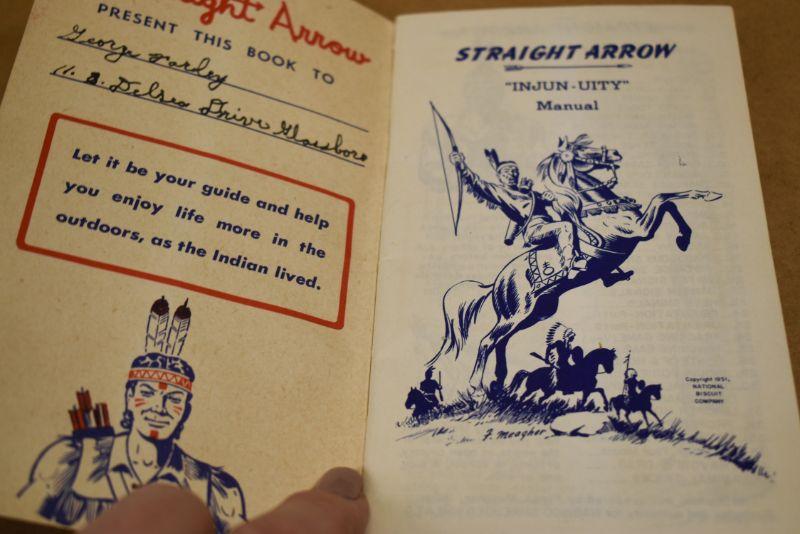 Straight Arrow
PRESENT THIS BOOK TO
George Farley
11. S. Delsea Drive Glassboro
Let it be your guide and help
you enjoy life more in the
outdoors, as the Indian lived.
STRAIGHT ARROW
"INJUN-UITY"
Manual
Copyright 1951,
NATIONAL
BISCUIT
COMPANY
F. Meagher